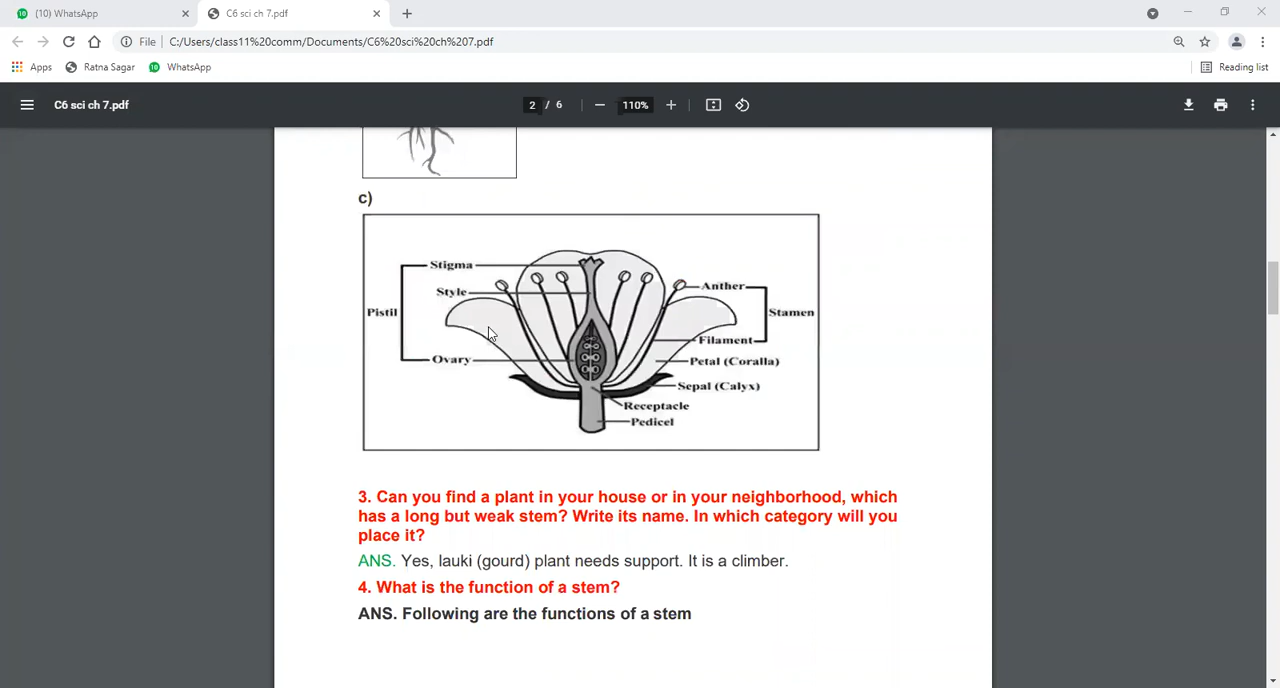 (10) WhatsApp
C6 sci ch 7.pdf
File
C:/Users/class11%20comm/Documents/C6%20sci%20ch%207.pdf
Apps
Ratna Sagar
WhatsApp
Reading list
C6 sci ch 7.pdf
2 / 6
110%
c)
Stigma
Style
Pistil
Ovary
Anther
Stamen
Filament
Petal (Coralla)
Sepal (Calyx)
Receptacle
Pedicel
3. Can you find a plant in your house or in your neighborhood, which
has a long but weak stem? Write its name. In which category will you
place it?
ANS. Yes, lauki (gourd) plant needs support. It is a climber.
4. What is the function of a stem?
ANS. Following are the functions of a stem